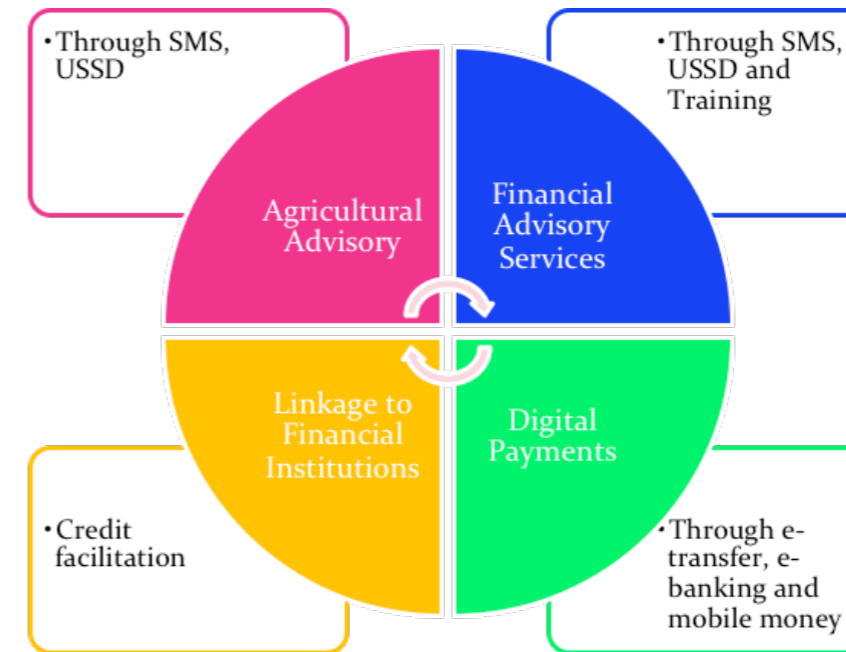 •Through SMS,
USSD
•Through SMS,
USSD and
Training
Agricultural
Advisory
Financial
Advisory
Services
Linkage to
Financial
Institutions
Digital
Payments
•Credit
facilitation
•Through e-
transfer, e-
banking and
mobile money